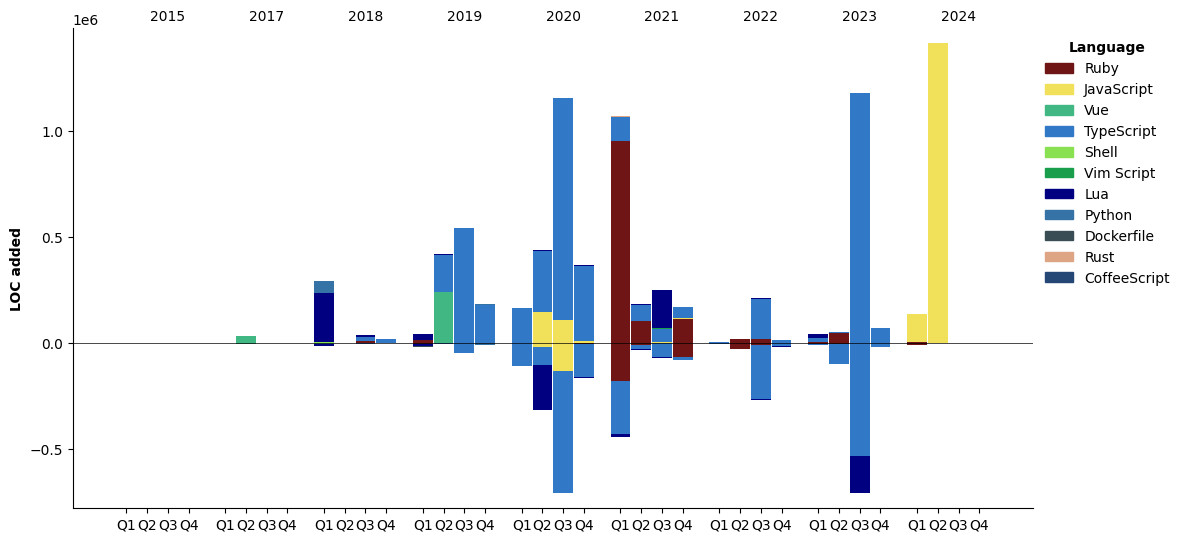 1e6
2015 2017 2018 2019 2020 2021 2022 2023 2024
LOC added
1.0
0.5
0.0
−0.5
Q1 Q2 Q3 Q4 Q1 Q2 Q3 Q4 Q1 Q2 Q3 Q4 Q1 Q2 Q3 Q4 Q1 Q2 Q3 Q4 Q1 Q2 Q3 Q4 Q1 Q2 Q3 Q4 Q1 Q2 Q3 Q4 Q1 Q2 Q3 Q4
Language
Ruby
JavaScript
Vue
TypeScript
Shell
Vim Script
Lua
Python
Dockerfile
Rust
CoffeeScript